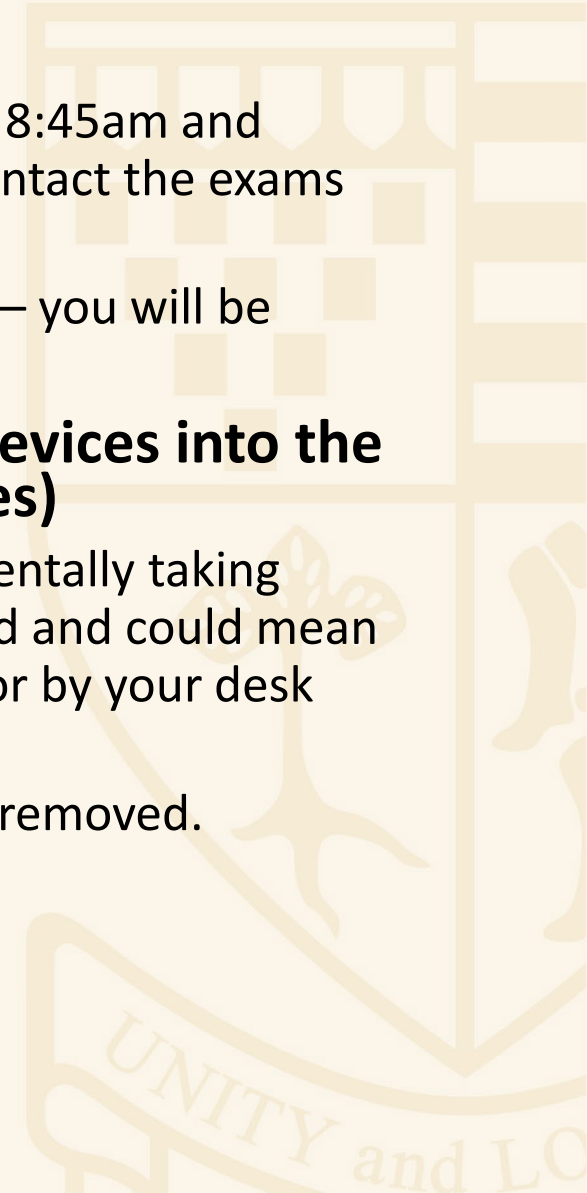 8:45am and
ntact the exams
– you will be
evices into the
es)
entally taking
d and could mean
or by your desk
removed.
UNITY and LO